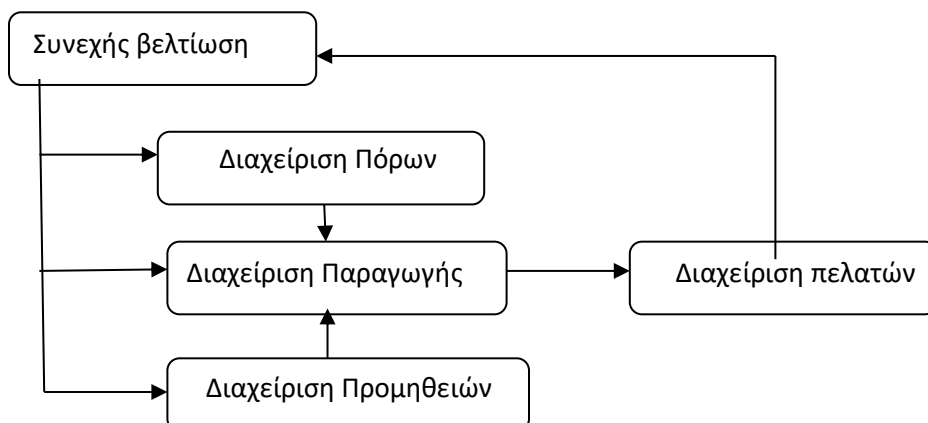 Συνεχής βελτίωση
Διαχείριση Πόρων
Διαχείριση Παραγωγής
Διαχείριση πελατών
Διαχείριση Προμηθειών